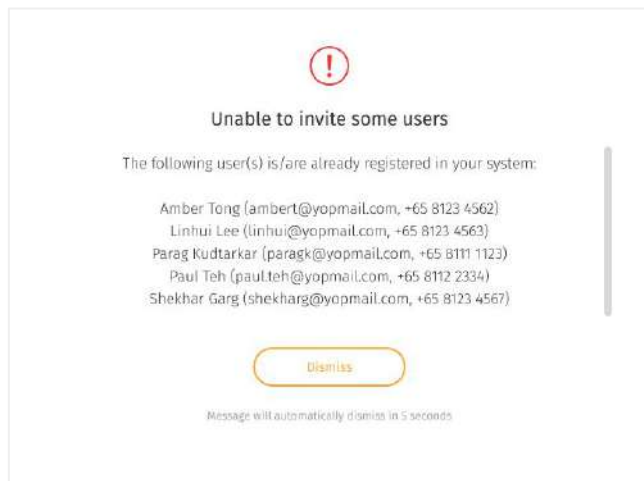 Unable to invite some users
The following user(s) is/are already registered in your system:
Amber Tong (ambert@yopmail.com, +65 8123 4562)
Linhui Lee (linhui@yopmail.com, +65 8123 4563)
Parag Kudtarkar (paragk@yopmail.com, +65 8111 1123)
Paul Teh (paul.teh@yopmail.com, +65 8112 2334)
Shekhar Garg (shekharg@yopmail.com, +65 8123 4567)
Dismiss
Message will automatically dismiss in 5 seconds